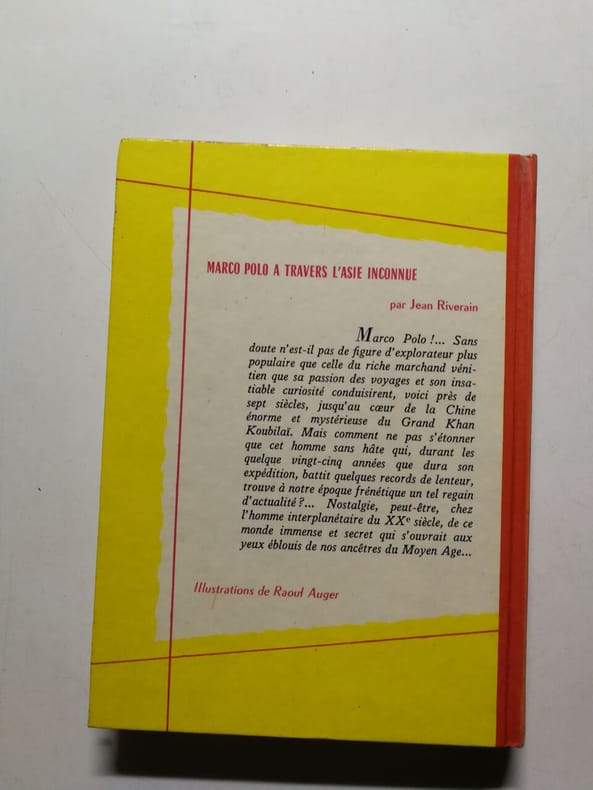 MARCO POLO A TRAVERS L'ASIE INCONNUE
par Jean Riverain
Marco Polo !... Sans
doute n'est-il pas de figure d'explorateur plus
populaire que celle du riche marchand véni-
tien que sa passion des voyages et son insa-
tiable curiosité conduisirent, voici près de
sept siècles, jusqu'au cœur de la Chine
énorme et mystérieuse du Grand Khan
Koubilaï. Mais comment ne pas s'étonner
que cet homme sans hâte qui, durant les
quelque vingt-cinq années que dura son
expédition, battit quelques records de lenteur,
trouve à notre époque frénétique un tel regain
d'actualité ?... Nostalgie, peut-être, chez
l'homme interplanétaire du XXe siècle, de ce
monde immense et secret qui s'ouvrait aux
yeux éblouis de nos ancêtres du Moyen Age...
Illustrations de Raoul Auger